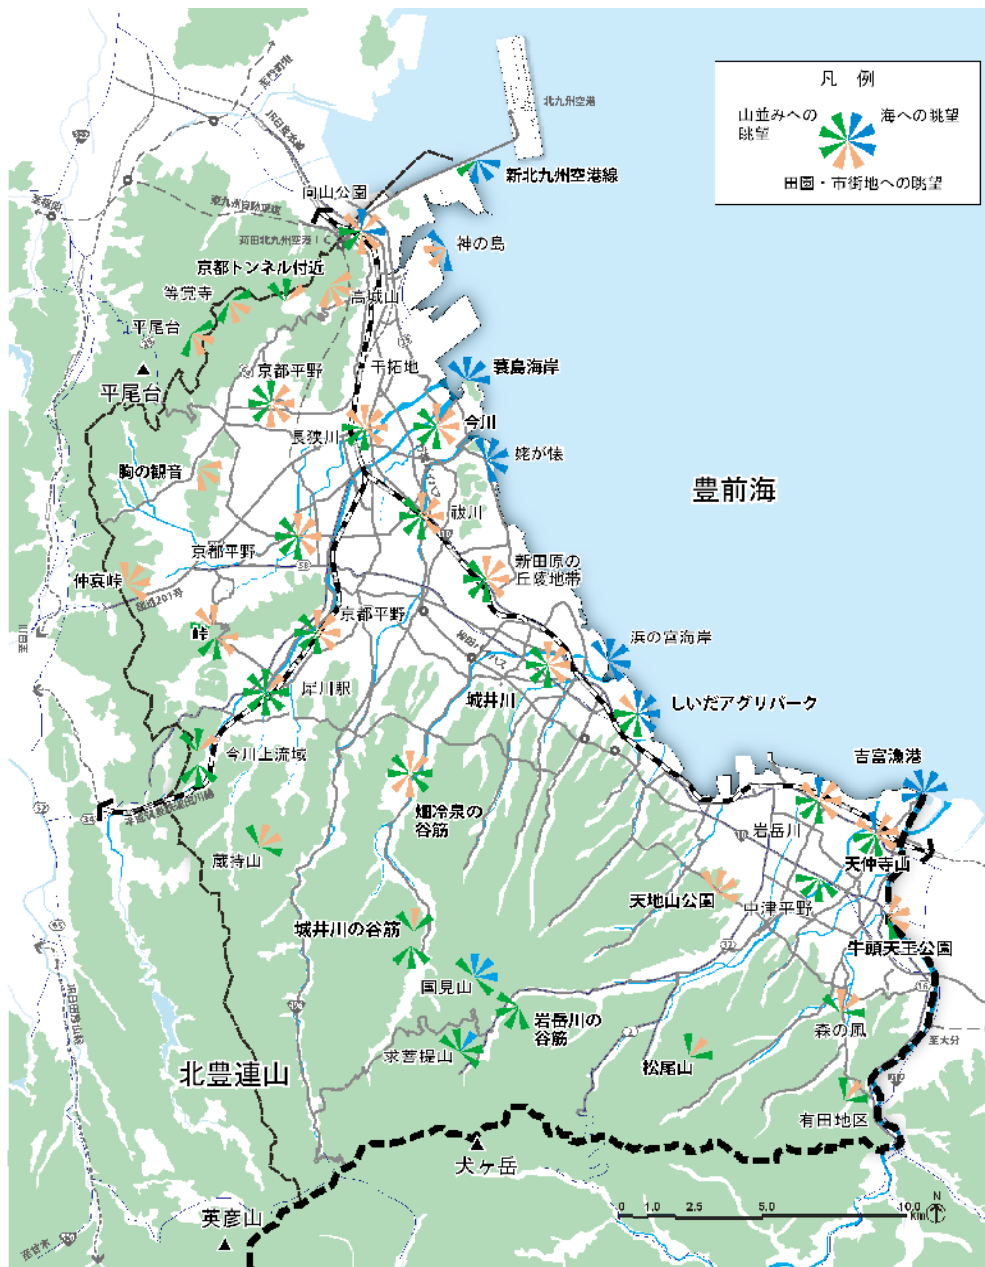 凡 例
山並みへの
眺望
海への眺望
田園・市街地への眺望
北九州空港
新北九州空港線
向山公園
神の島
京都トンネル付近
等覚寺
高城山
平尾台
平尾台
干拓地
蓑島海岸
京都平野
今川
長狭川
姥が懐
胸の観音
豊前海
祓川
京都平野
新田原の
丘陵地帯
仲哀峠
国道201号
京都平野
峠
浜の宮海岸
犀川駅
城井川
しいだアグリパーク
今川上流域
吉富漁港
畑冷泉の
谷筋
岩岳川
蔵持山
天仲寺山
天地山公園
中津平野
城井川の谷筋
牛頭天王公園
国見山
岩岳川の
谷筋
森の風
求菩提山
松尾山
至大分
北豊連山
有田地区
犬ヶ岳
英彦山
0 1.0 2.5 5.0 10.0
Km
N